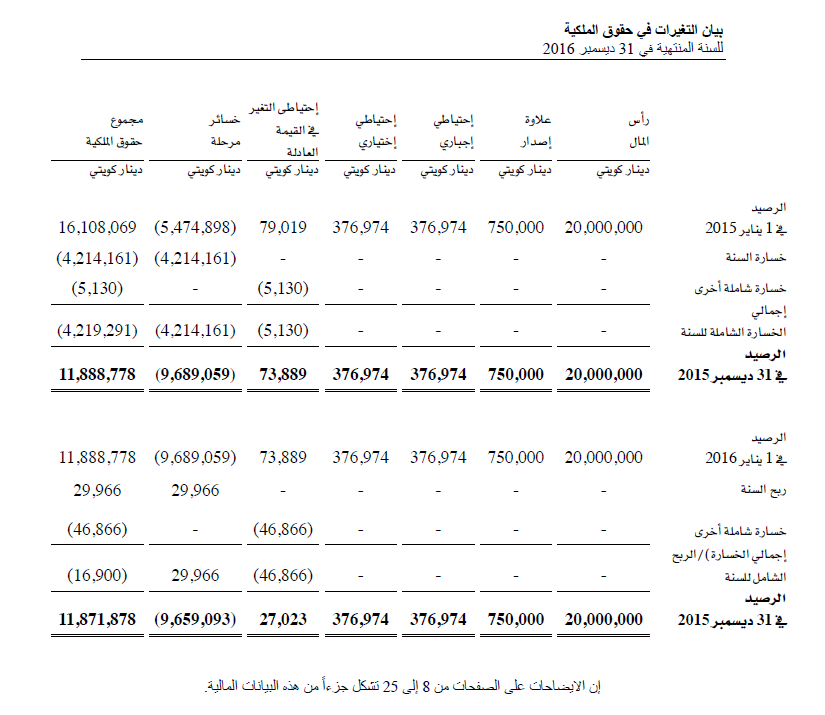 بيان التغيرات في حقوق الملكية
للسنة المنتهية في 31 ديسمبر 2016
رأس المال علاوة إصدار إحتياطي إجباري إحتياطي إختياري إحتياطي التغير في القيمة العادلة خسائر مرحلة مجموع حقوق الملكية
دينار كويتي دينار كويتي دينار كويتي دينار كويتي دينار كويتي دينار كويتي دينار كويتي
الرصيد
في 1 يناير 2015 20,000,000 750,000 376,974 376,974 79,019 (5,474,898) 16,108,069
خسارة السنة - - - - - (4,214,161) (4,214,161)
خسارة شاملة أخرى - - - - (5,130) - (5,130)
إجمالي
الخسارة الشاملة للسنة - - - - (5,130) (4,214,161) (4,219,291)
الرصيد
في 31 ديسمبر 2015 20,000,000 750,000 376,974 376,974 73,889 (9,689,059) 11,888,778
الرصيد
في 1 يناير 2016 20,000,000 750,000 376,974 376,974 73,889 (9,689,059) 11,888,778
ربح السنة - - - - - 29,966 29,966
خسارة شاملة أخرى - - - - (46,866) - (46,866)
إجمالي الخسارة)/الربح
الشامل للسنة - - - - (46,866) 29,966 (16,900)
الرصيد
في 31 ديسمبر 2015 20,000,000 750,000 376,974 376,974 27,023 (9,659,093) 11,871,878
إن الايضاحات على الصفحات من 8 إلى 25 تشكل جزءاً من هذه البيانات المالية.